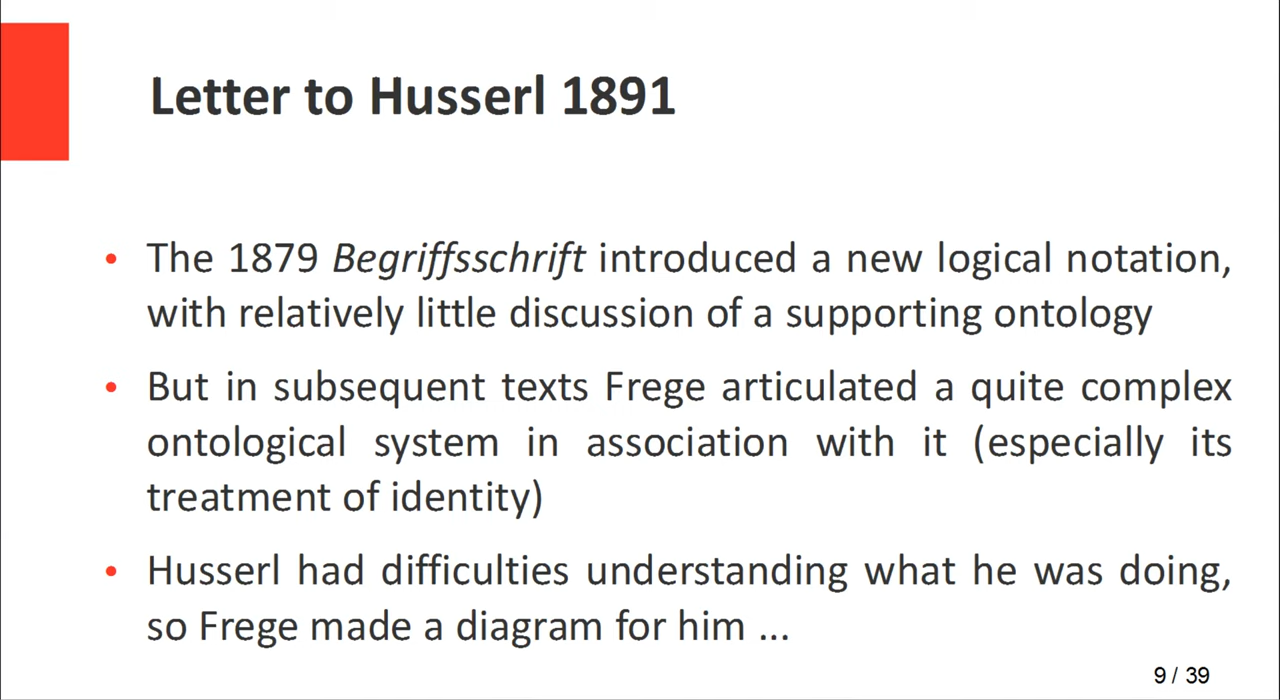 Letter to Husserl 1891
• The 1879 Begriffsschrift introduced a new logical notation,
with relatively little discussion of a supporting ontology
• But in subsequent texts Frege articulated a quite complex
ontological system in association with it (especially its
treatment of identity)
• Husserl had difficulties understanding what he was doing,
so Frege made a diagram for him ...
9 / 39